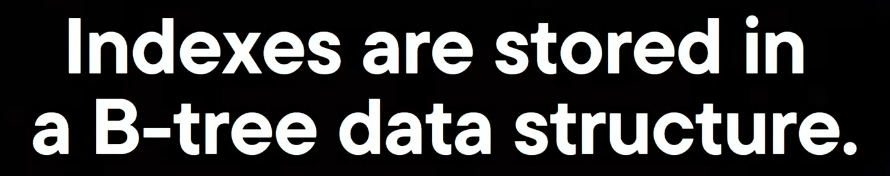 Indexes are stored in
a B-tree data structure.